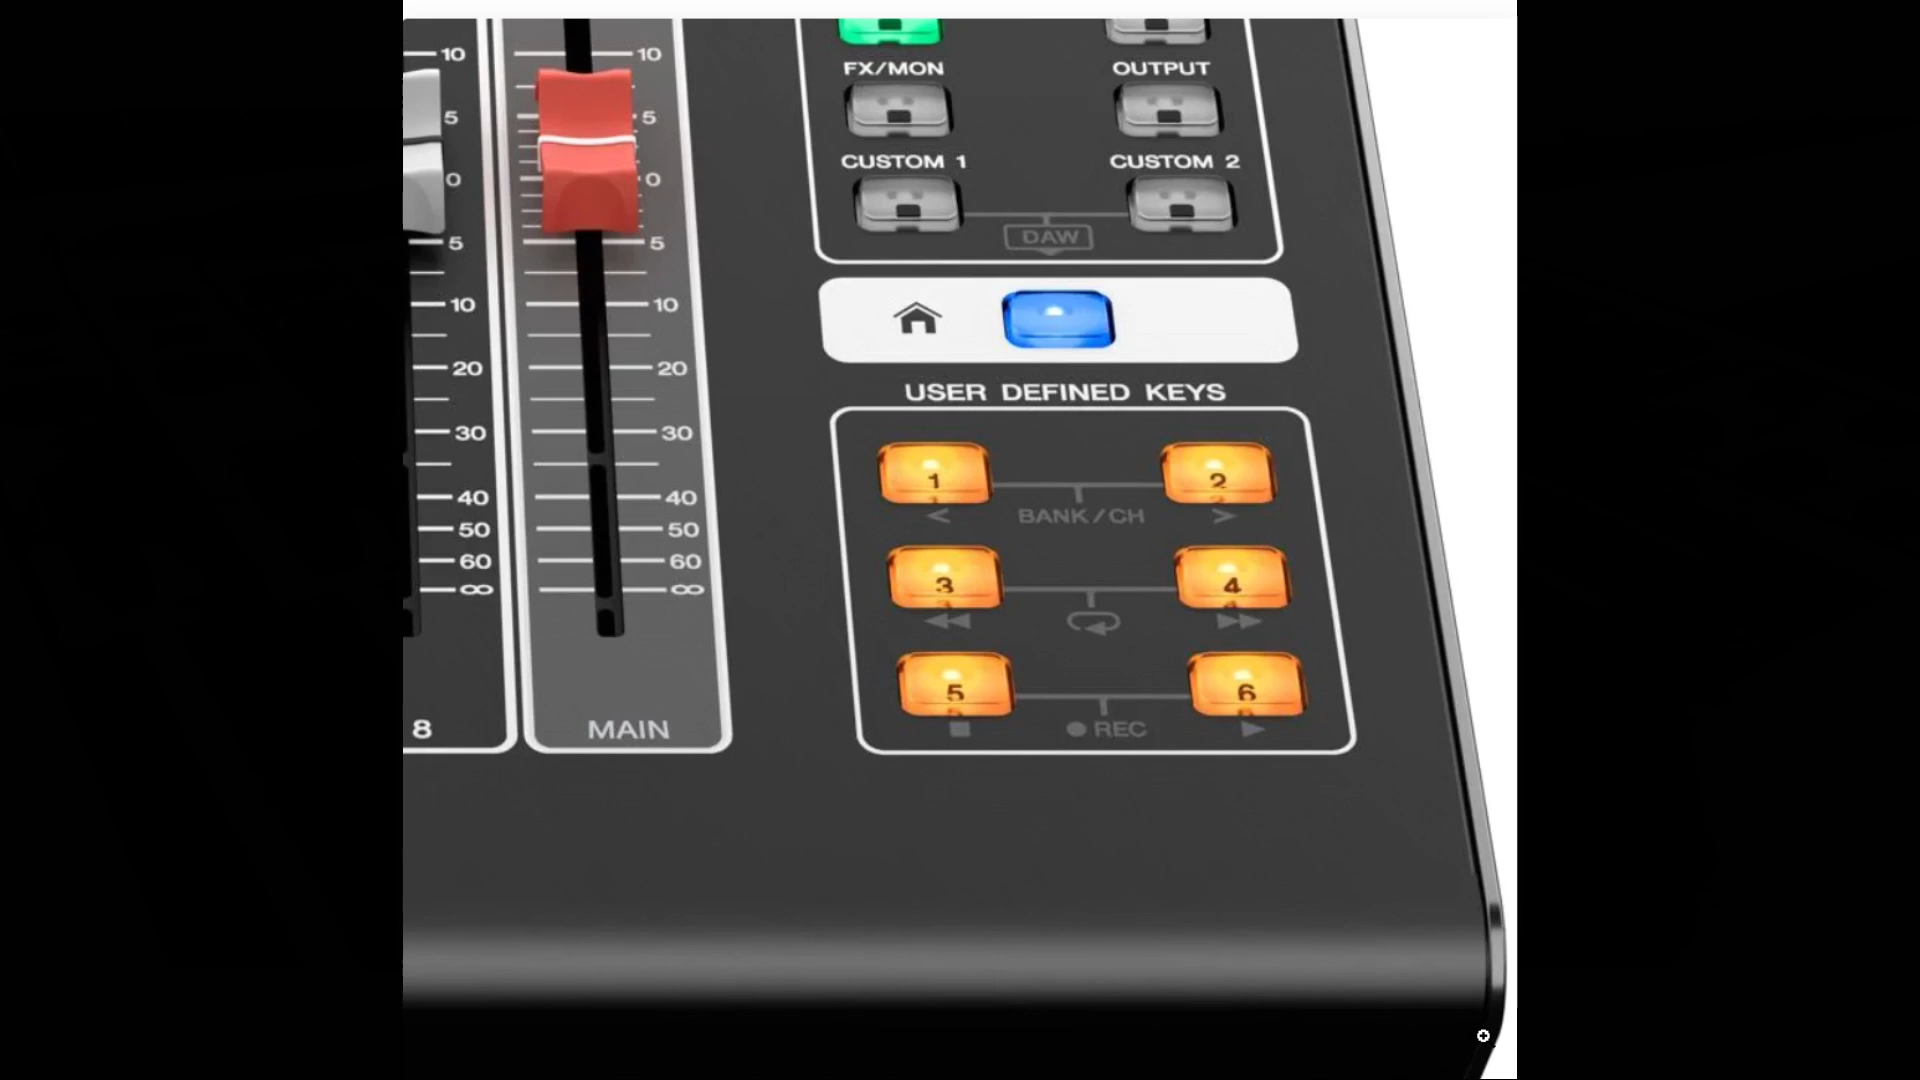 10 10
5 5
0 0
5 5
10 10
20 20
30 30
40 40
50 50
60 60
∞ ∞
8 MAIN
FX/MON OUTPUT
CUSTOM 1 CUSTOM 2
DAW
USER DEFINED KEYS
1 2
< BANK/CH >
3 4
5 6
REC